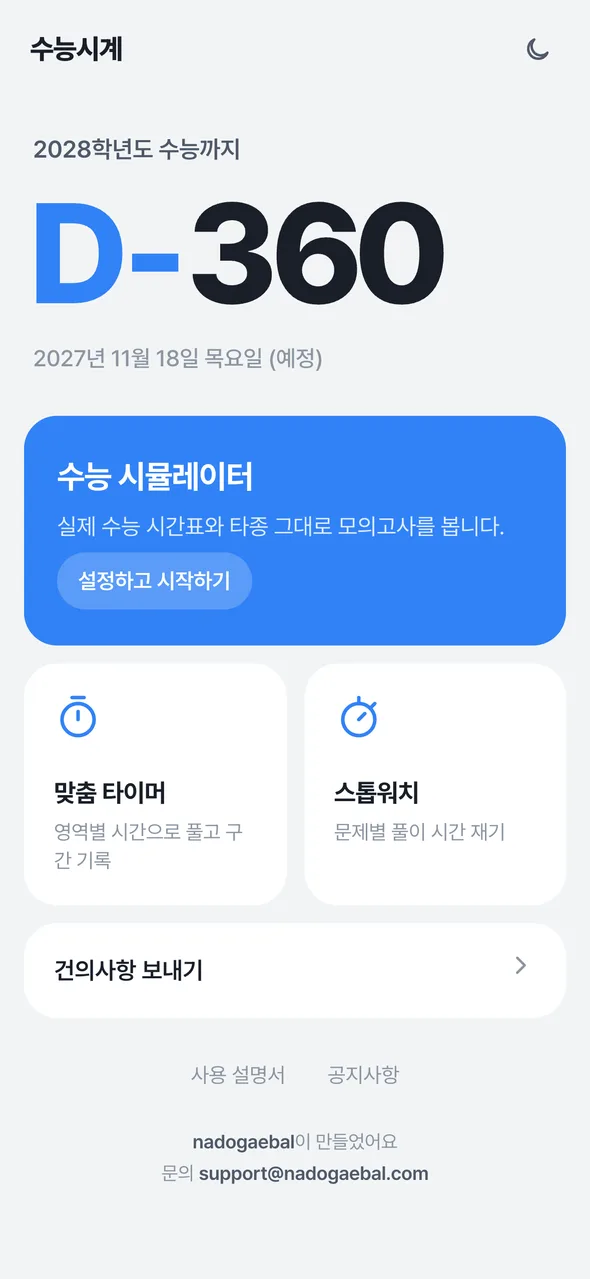 수능시계
2028학년도 수능까지
D-360
2027년 11월 18일 목요일 (예정)
수능 시뮬레이터
실제 수능 시간표와 타종 그대로 모의고사를 봅니다.
설정하고 시작하기
맞춤 타이머
영역별 시간으로 풀고 구
간 기록
스톱워치
문제별 풀이 시간 재기
건의사항 보내기
사용 설명서 공지사항
nadogaebal이 만들었어요
문의 support@nadogaebal.com